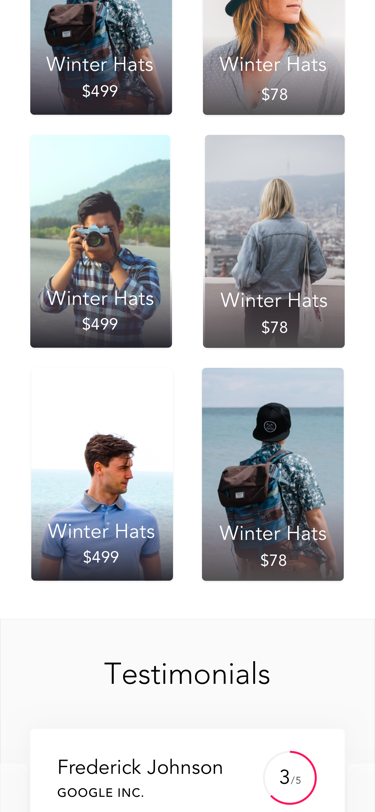 Winter Hats
$499
Winter Hats
$78
Winter Hats
$499
Winter Hats
$78
Winter Hats
$499
Winter Hats
$78
Testimonials
Frederick Johnson
GOOGLE INC.
3/5